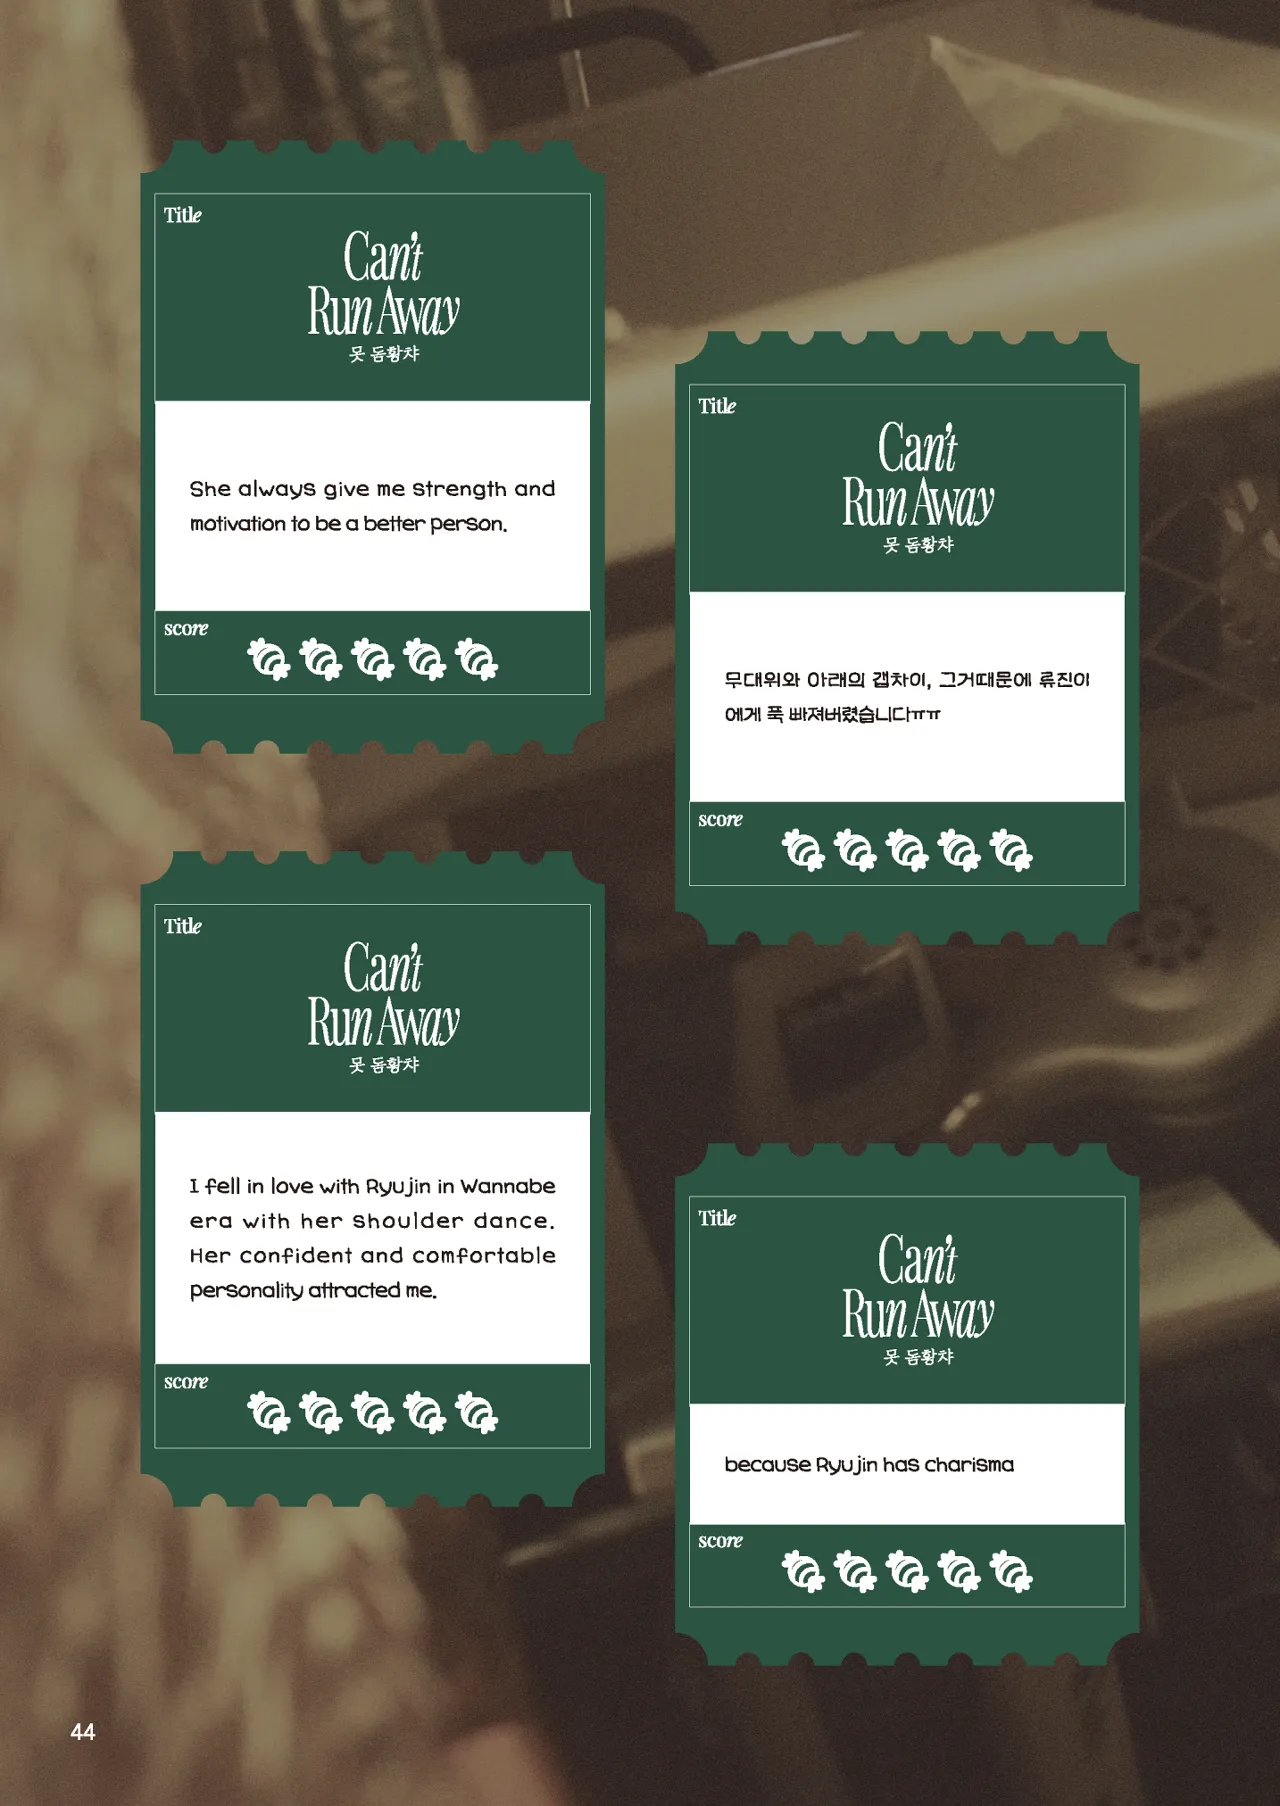 Title
Can't
Run Away
못 돔황챠
She always give me strength and
motivation to be a better person.
score
Title
Can't
Run Away
못 돔황챠
무대위와 아래의 갭차이, 그거때문에 류진이
에게 푹 빠져버렸습니다ㅠㅠ
score
Title
Can't
Run Away
못 돔황챠
I fell in love with Ryujin in Wannabe
era with her shoulder dance.
Her confident and comfortable
personality attracted me.
score
Title
Can't
Run Away
못 돔황챠
because Ryujin has charisma
score
44